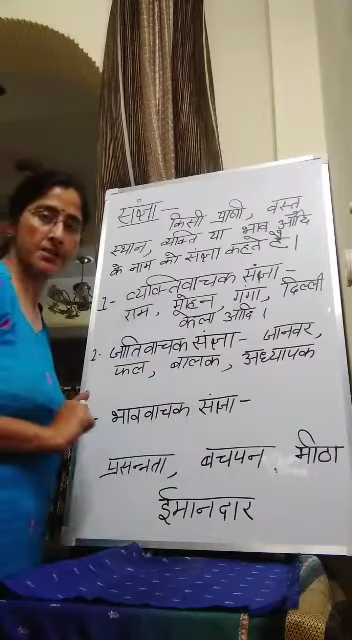 संज्ञा -
किसी प्राणी, वस्तु
स्थान, व्यक्ति या भाव आदि
के नाम को संज्ञा कहते हैं।
1- व्यक्तिवाचक संज्ञा -
राम, मोहन, गंगा, दिल्ली
केला आदि।
2- जातिवाचक संज्ञा - जानवर,
फल, बालक, अध्यापक
- भाववाचक संज्ञा -
प्रसन्नता, बचपन, मीठा
ईमानदार